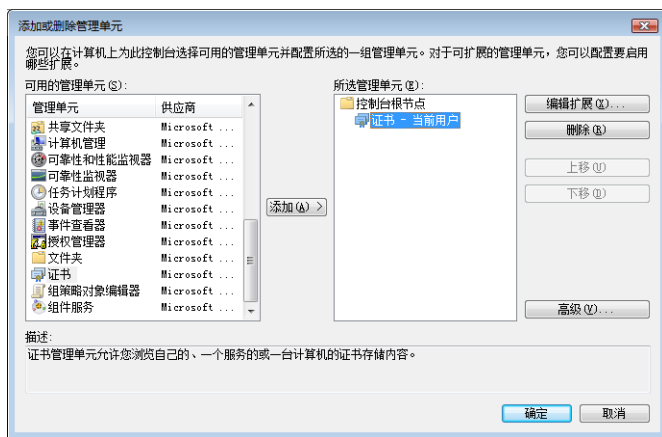 添加或删除管理单元
您可以在计算机上为此控制台选择可用的管理单元并配置所选的一组管理单元。对于可扩展的管理单元，您可以配置要启用
哪些扩展。
可用的管理单元(S):
所选管理单元(E):
管理单元 供应商
共享文件夹 Microsoft ...
计算机管理 Microsoft ...
可靠性和性能监视器 Microsoft ...
可靠性监视器 Microsoft ...
任务计划程序 Microsoft ...
设备管理器 Microsoft ...
事件查看器 Microsoft ...
授权管理器 Microsoft ...
文件夹 Microsoft ...
证书 Microsoft ...
组策略对象编辑器 Microsoft ...
组件服务 Microsoft ...
添加(A) >
控制台根节点
证书 - 当前用户
编辑扩展(X)...
删除(R)
上移(U)
下移(D)
高级(V)...
描述:
证书管理单元允许您浏览自己的、一个服务的或一台计算机的证书存储内容。
确定
取消